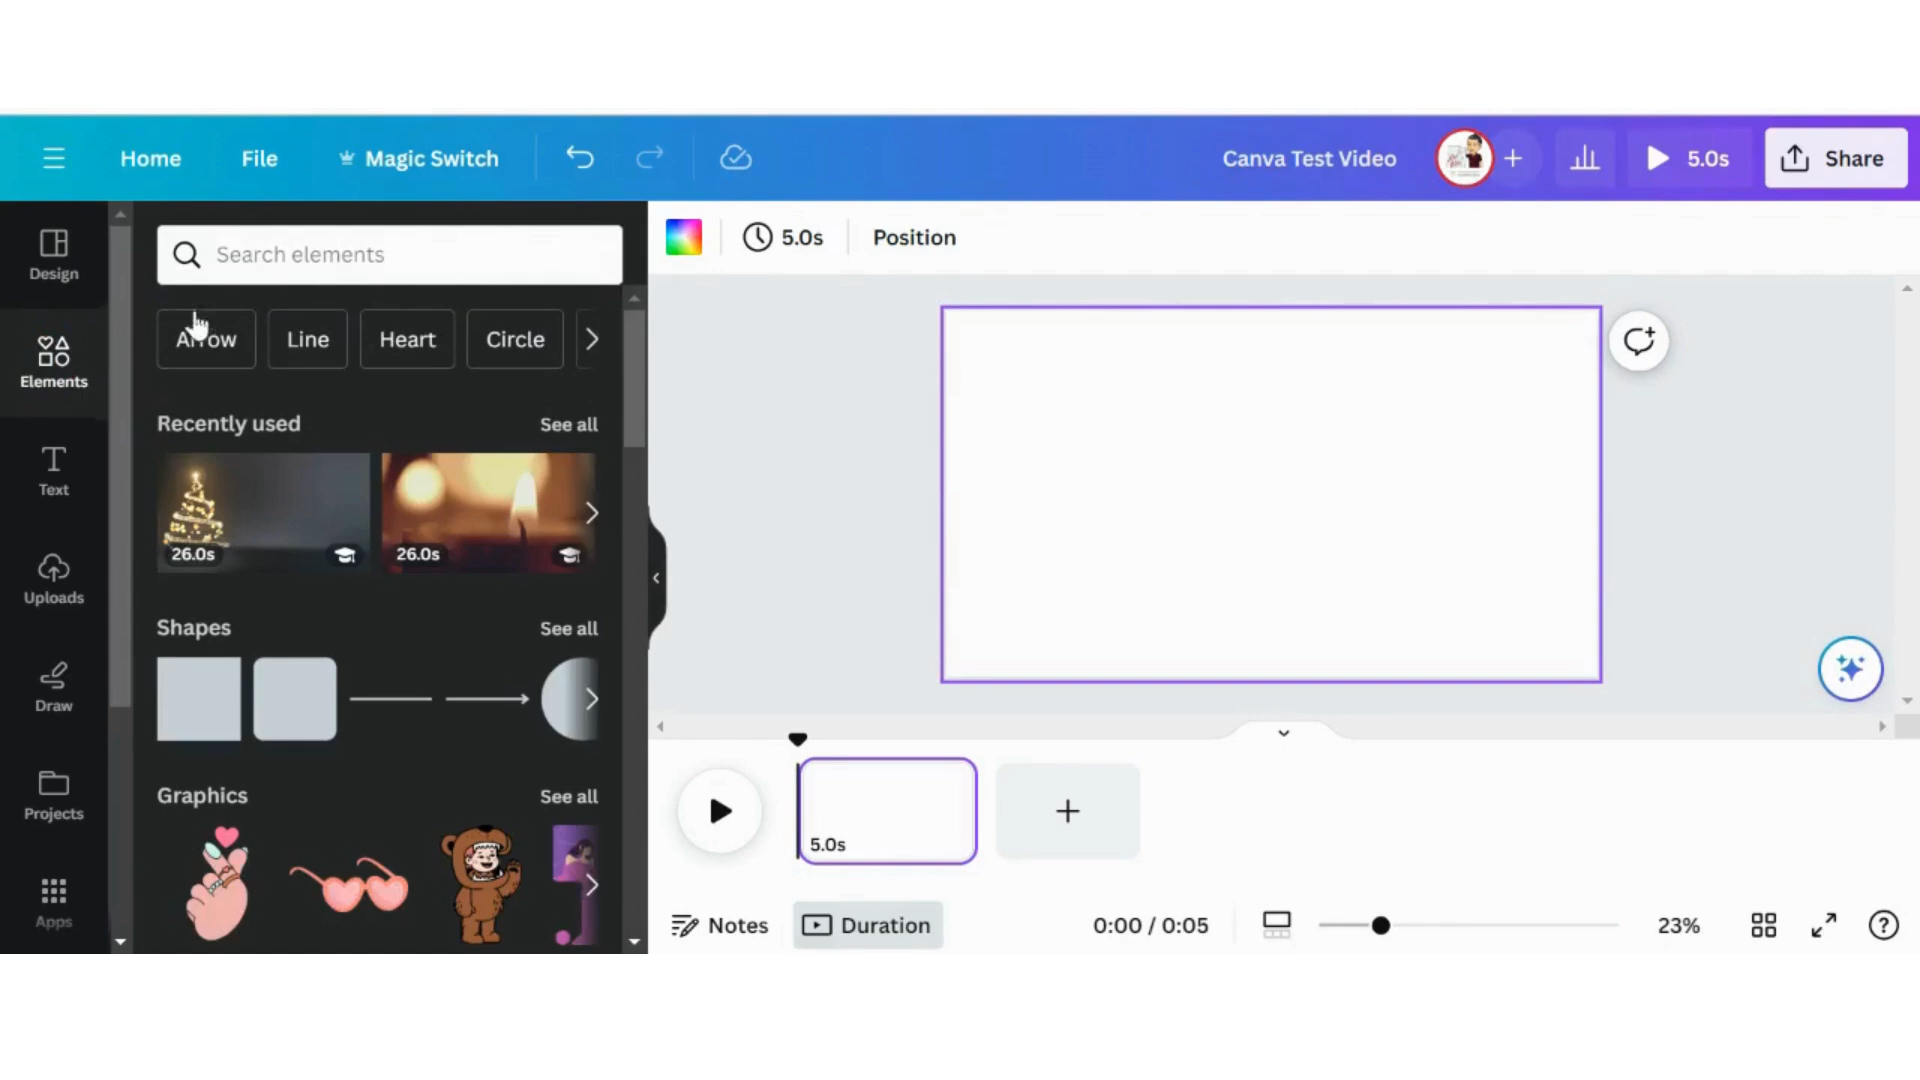 Home File Magic Switch Canva Test Video 5.0s Share
Design
Elements
Text
Uploads
Draw
Projects
Apps
Search elements
Arrow Line Heart Circle
Recently used See all
26.0s 26.0s
Shapes See all
Graphics See all
5.0s Position
5.0s
Notes Duration 0:00 / 0:05 23%